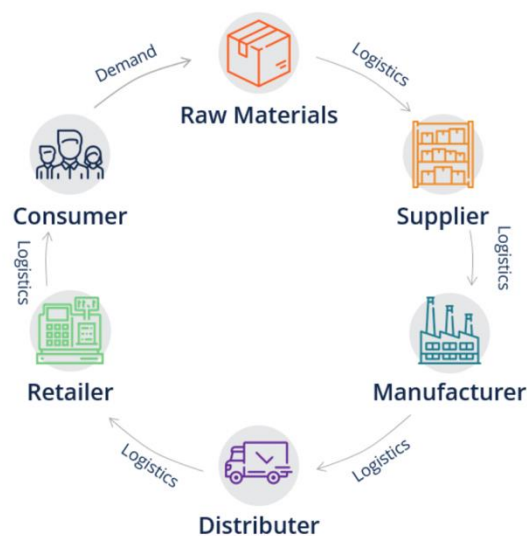 Demand
Raw Materials
Logistics
Supplier
Logistics
Manufacturer
Logistics
Distributer
Logistics
Retailer
Logistics
Consumer